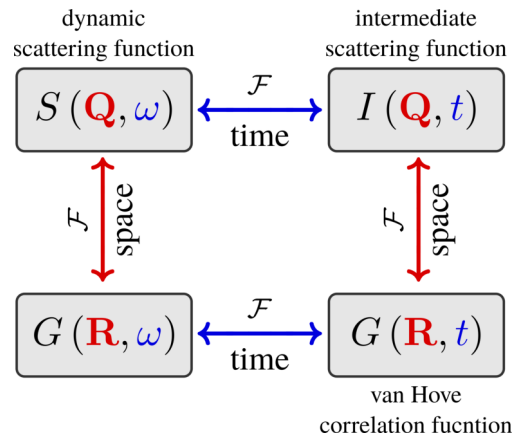 dynamic
scattering function
intermediate
scattering function
S (Q, ω)
ℱ
time
I (Q, t)
ℱ
space
ℱ
space
G (R, ω)
ℱ
time
G (R, t)
van Hove
correlation fucntion